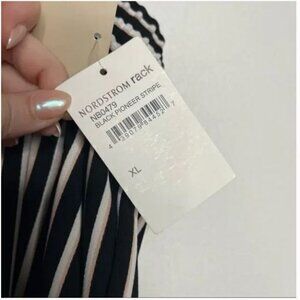 NORDSTROM rack
NB0479
BLACK PIONEER STRIPE
XL